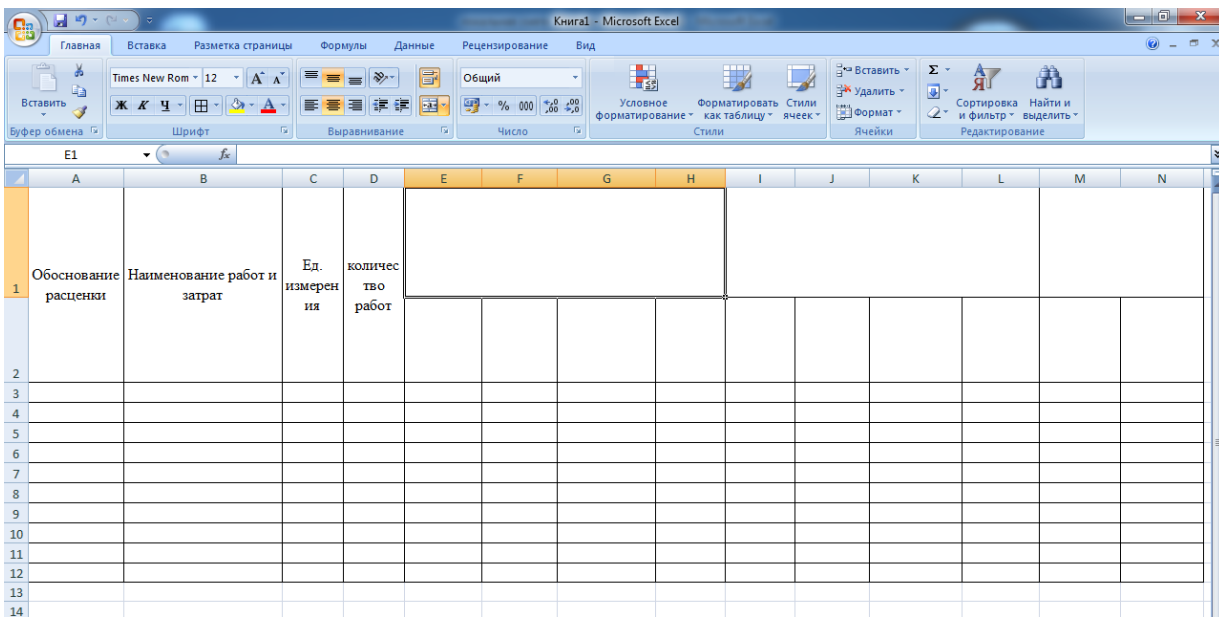 Книга1 - Microsoft Excel
Главная Вставка Разметка страницы Формулы Данные Рецензирование Вид
Вставить
Буфер обмена
Times New Rom 12
Ж К Ч
Шрифт
Выравнивание
Общий
% 000
Число
Условное форматирование
Форматировать как таблицу
Стили ячеек
Стили
Вставить
Удалить
Формат
Ячейки
Σ
Сортировка и фильтр
Найти и выделить
Редактирование
E1 fx
A B C D E F G H I J K L M N
1
Обоснование расценки
Наименование работ и затрат
Ед. измерения
количество работ
2
3
4
5
6
7
8
9
10
11
12
13
14